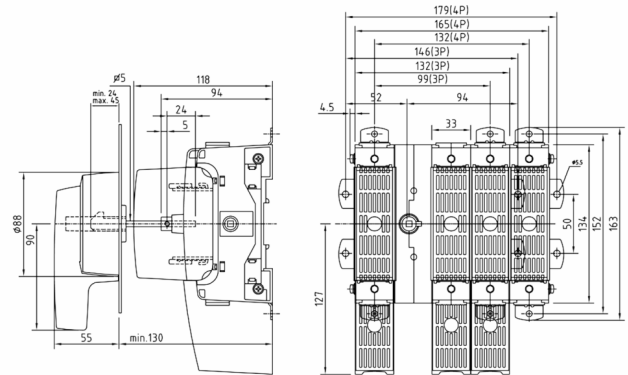 179(4P)
165(4P)
132(4P)
146(3P)
132(3P)
99(3P)
52
94
4.5
33
118
94
24
5
Ø5
min. 24
max. 45
Ø88
90
55
min.130
127
ø5.5
50
134
152
163